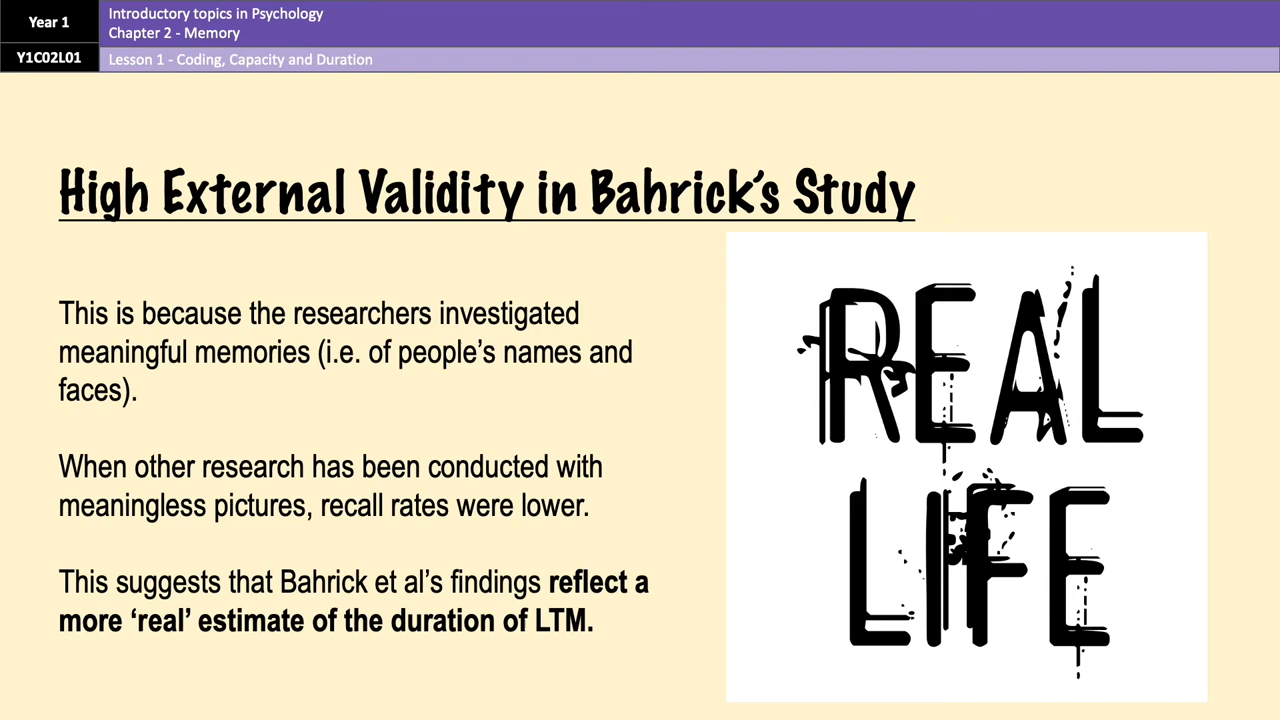 Year 1
Introductory topics in Psychology
Chapter 2 - Memory
Y1C02L01
Lesson 1 - Coding, Capacity and Duration
High External Validity in Bahrick's Study
This is because the researchers investigated
meaningful memories (i.e. of people's names and
faces).
When other research has been conducted with
meaningless pictures, recall rates were lower.
This suggests that Bahrick et al's findings reflect a
more ‘real’ estimate of the duration of LTM.
REAL
LIFE